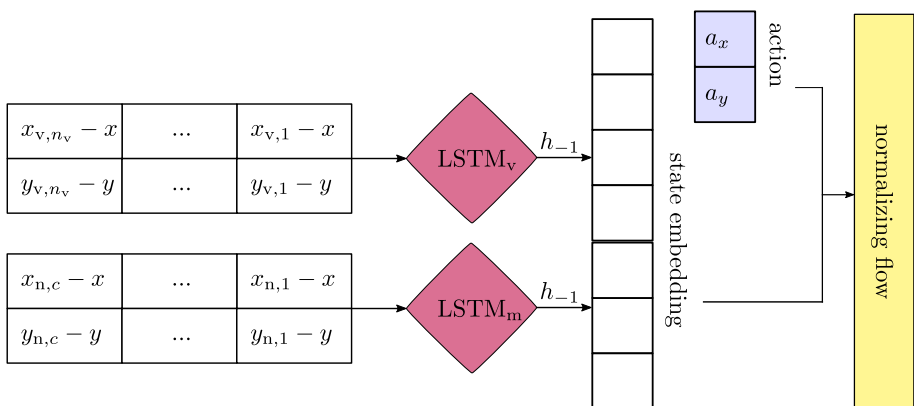 x_{v,n_v} − x ... x_{v,1} − x
y_{v,n_v} − y ... y_{v,1} − y
LSTM_v
h_{−1}
x_{n,c} − x ... x_{n,1} − x
y_{n,c} − y ... y_{n,1} − y
LSTM_m
h_{−1}
state embedding
a_x
a_y
action
normalizing flow